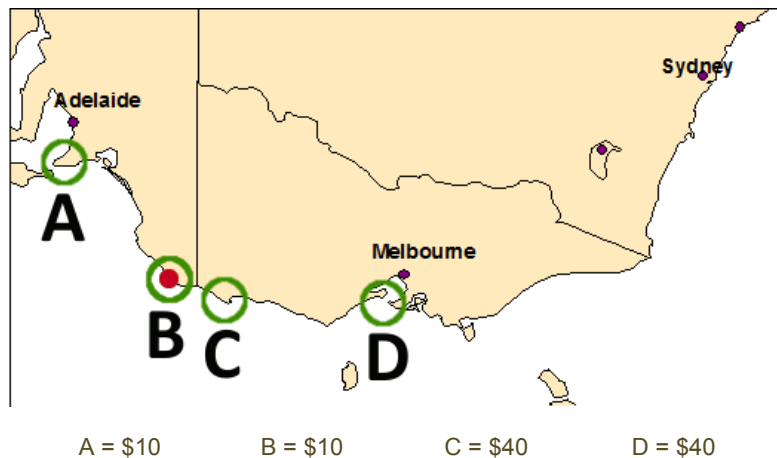 Sydney
Adelaide
A
Melbourne
B
C
D
A = $10 B = $10 C = $40 D = $40